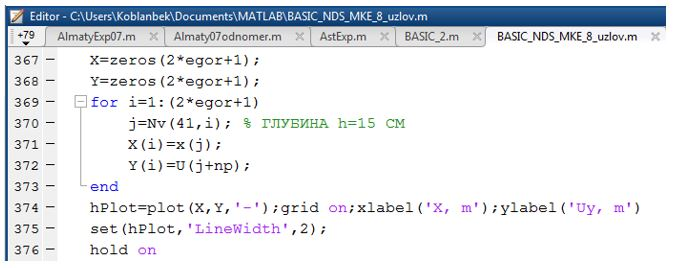 Editor - C:\Users\Koblanbek\Documents\MATLAB\BASIC_NDS_MKE_8_uzlov.m
+79 AlmatyExp07.m × Almaty07odnomer.m × AstExp.m × BASIC_2.m × BASIC_NDS_MKE_8_uzlov.m ×
367 – X=zeros(2*egor+1);
368 – Y=zeros(2*egor+1);
369 – for i=1:(2*egor+1)
370 – j=Nv(41,i); % ГЛУБИНА h=15 СМ
371 – X(i)=x(j);
372 – Y(i)=U(j+np);
373 – end
374 – hPlot=plot(X,Y,'-');grid on;xlabel('X, m');ylabel('Uy, m')
375 – set(hPlot,'LineWidth',2);
376 – hold on